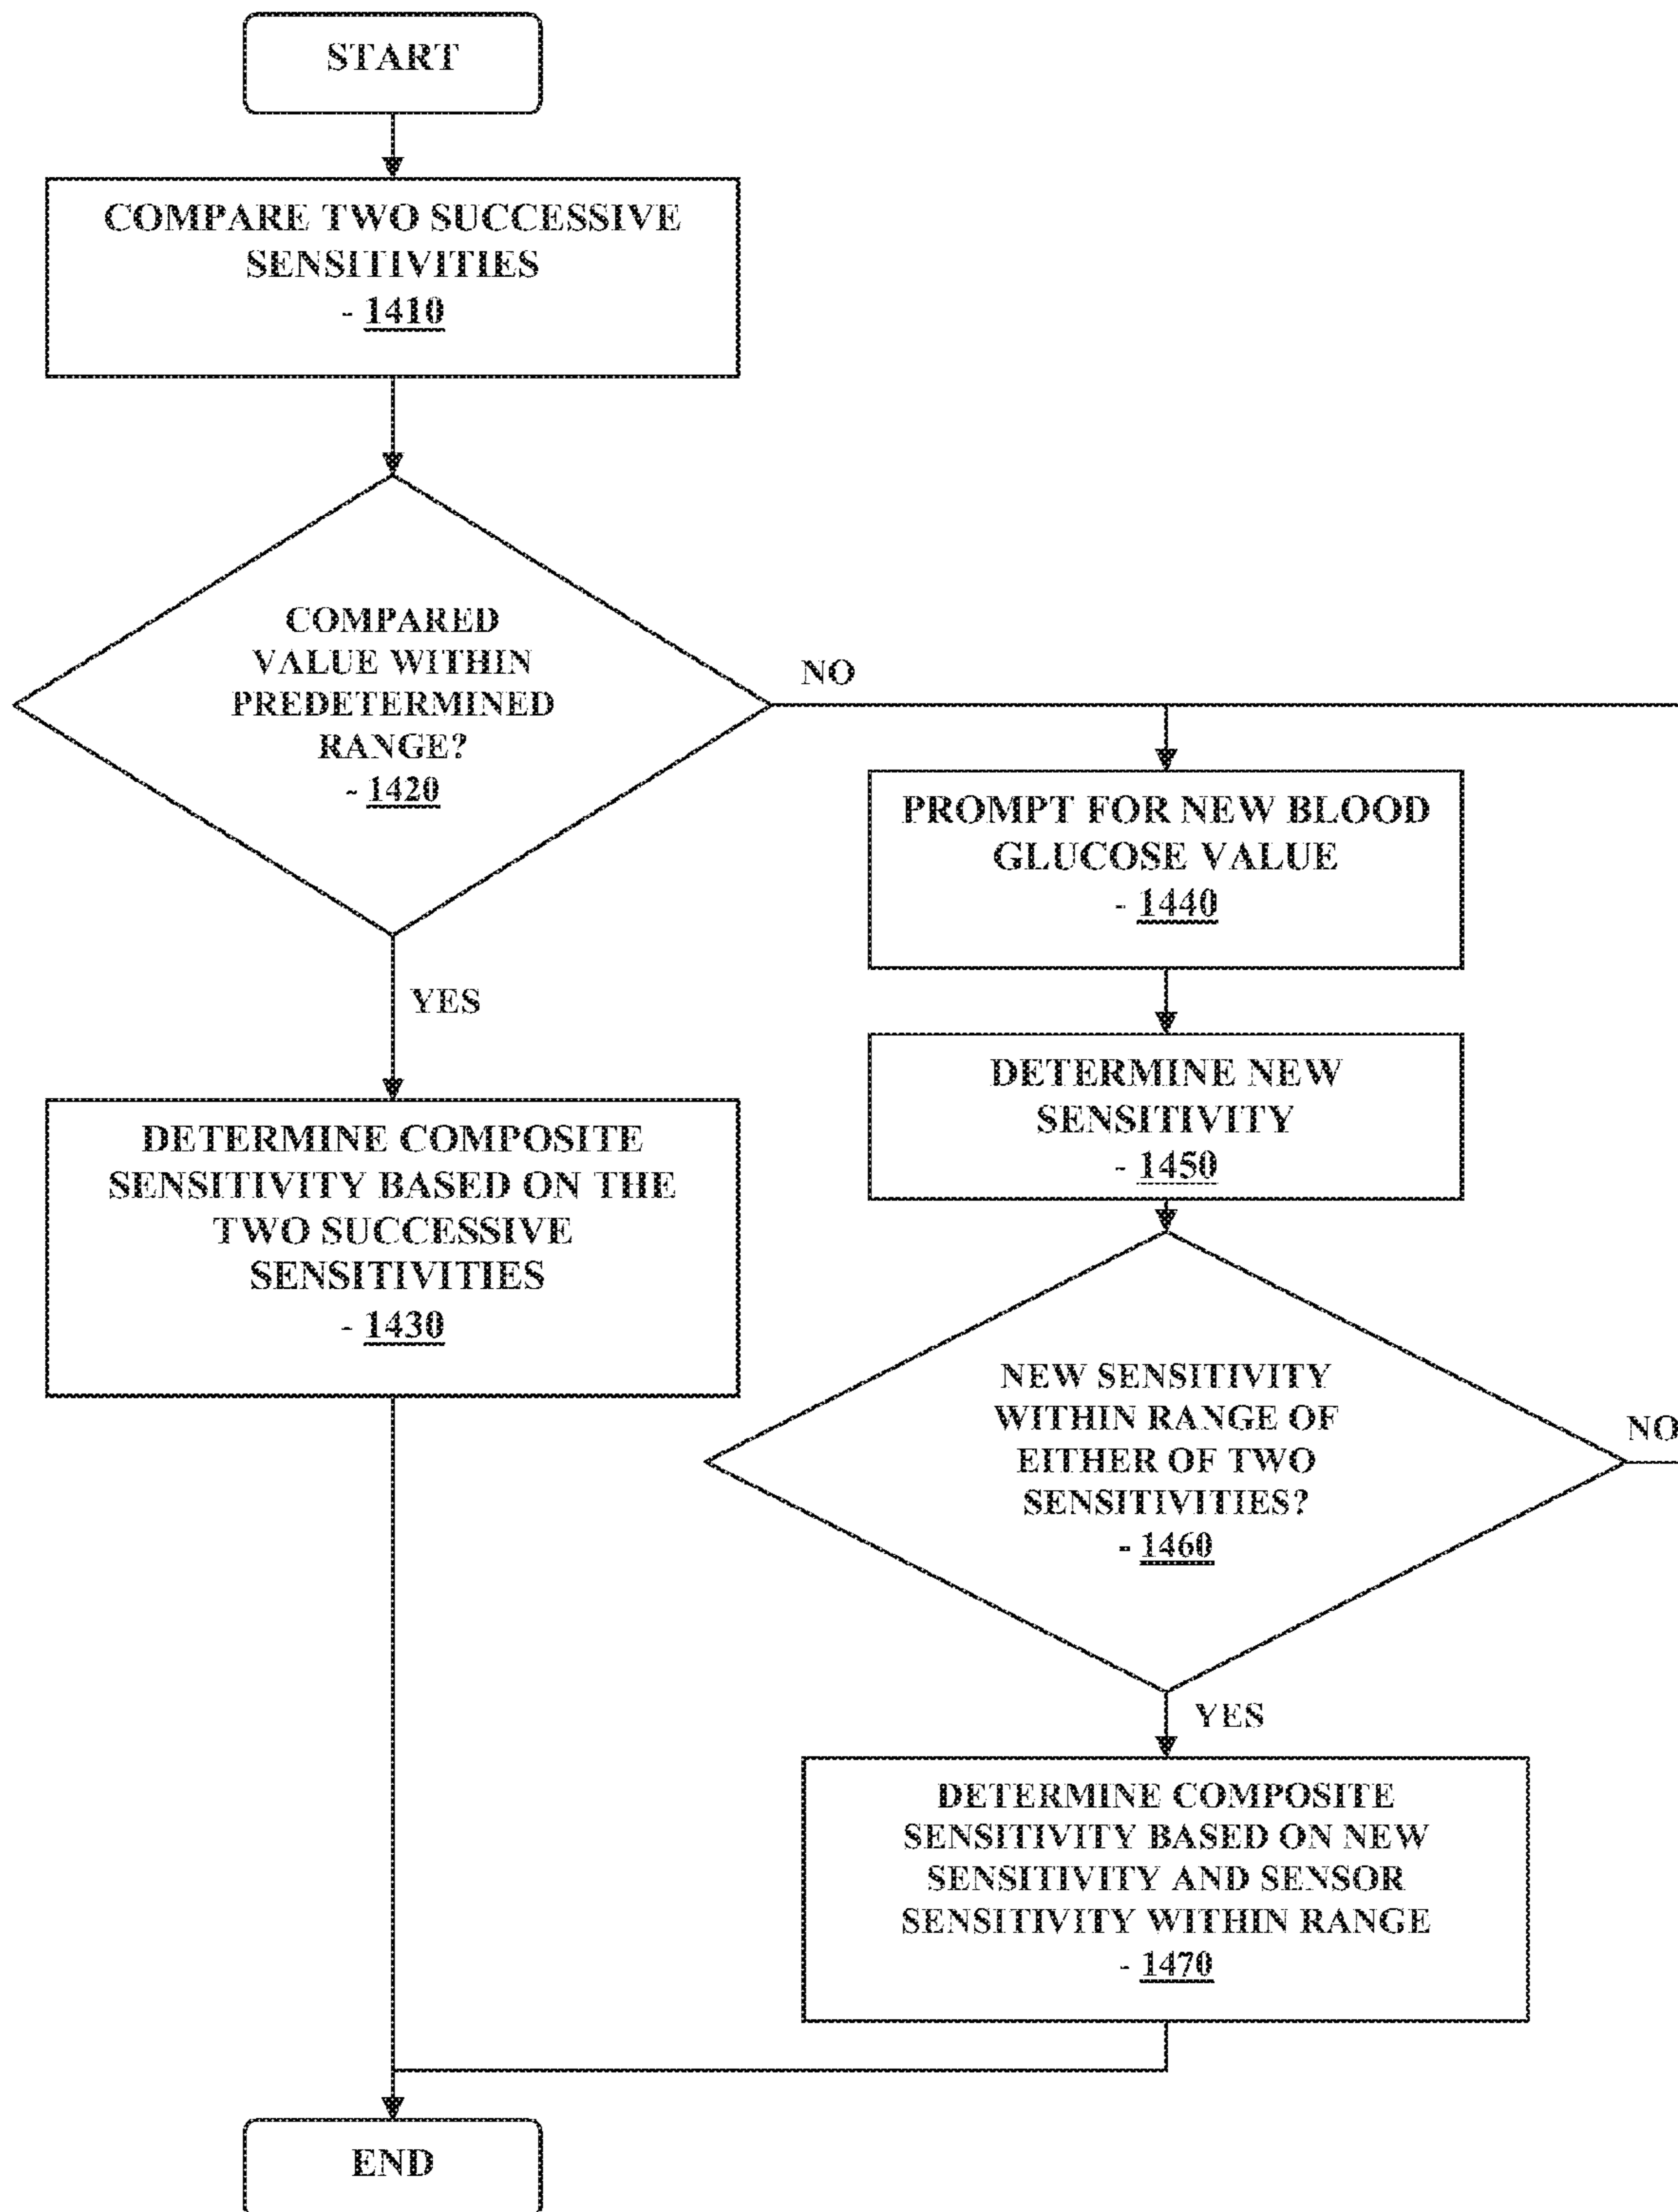 START
COMPARE TWO SUCCESSIVE
SENSITIVITIES
- 1410
COMPARED
VALUE WITHIN
PREDETERMINED
RANGE?
- 1420
NO
YES
PROMPT FOR NEW BLOOD
GLUCOSE VALUE
- 1440
DETERMINE NEW
SENSITIVITY
- 1450
DETERMINE COMPOSITE
SENSITIVITY BASED ON THE
TWO SUCCESSIVE
SENSITIVITIES
- 1430
NEW SENSITIVITY
WITHIN RANGE OF
EITHER OF TWO
SENSITIVITIES?
- 1460
NO
YES
DETERMINE COMPOSITE
SENSITIVITY BASED ON NEW
SENSITIVITY AND SENSOR
SENSITIVITY WITHIN RANGE
- 1470
END